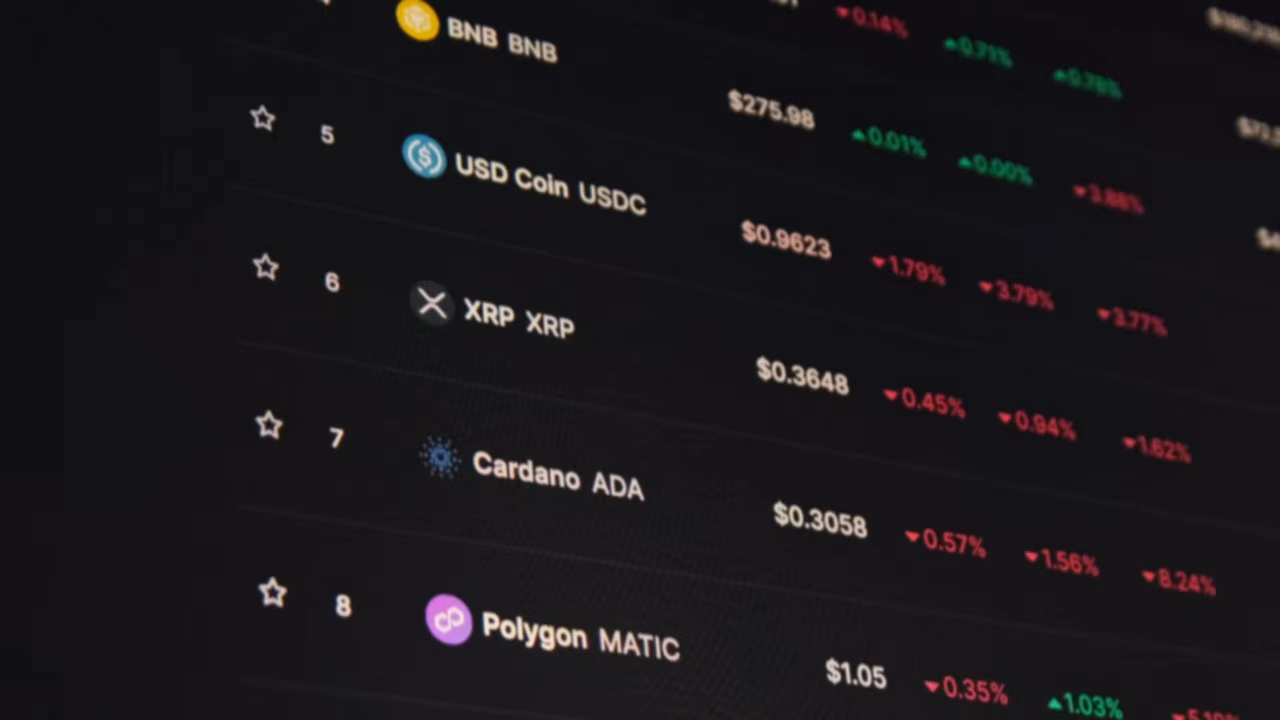 ▼0.14% ▲0.71%
BNB BNB $275.98 ▲0.01% ▲0.00%
5 USD Coin USDC $0.9623 ▼1.79% ▼3.79% ▼3.77%
6 XRP XRP $0.3648 ▼0.45% ▼0.94% ▼1.62%
7 Cardano ADA $0.3058 ▼0.57% ▼1.56% ▼8.24%
8 Polygon MATIC $1.05 ▼0.35% ▲1.03%